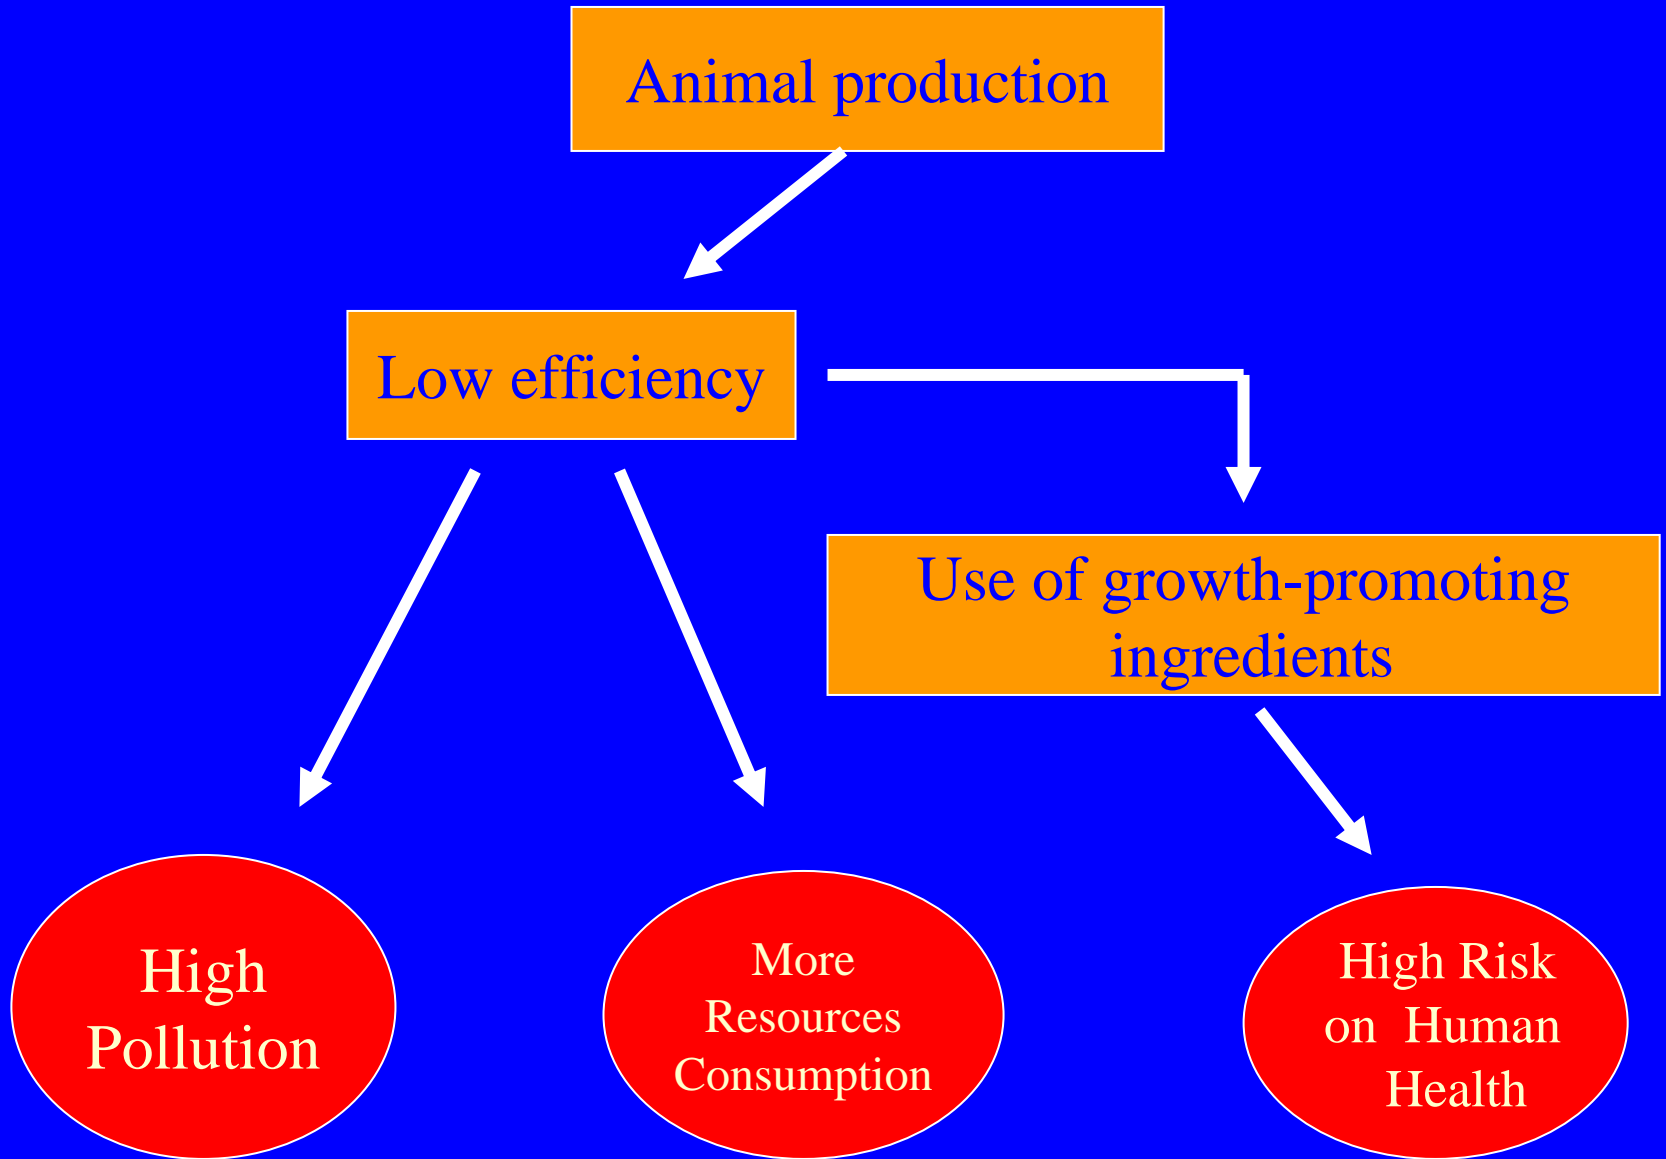 Animal production
Low efficiency
Use of growth-promoting
ingredients
High
Pollution
More
Resources
Consumption
High Risk
on Human
Health